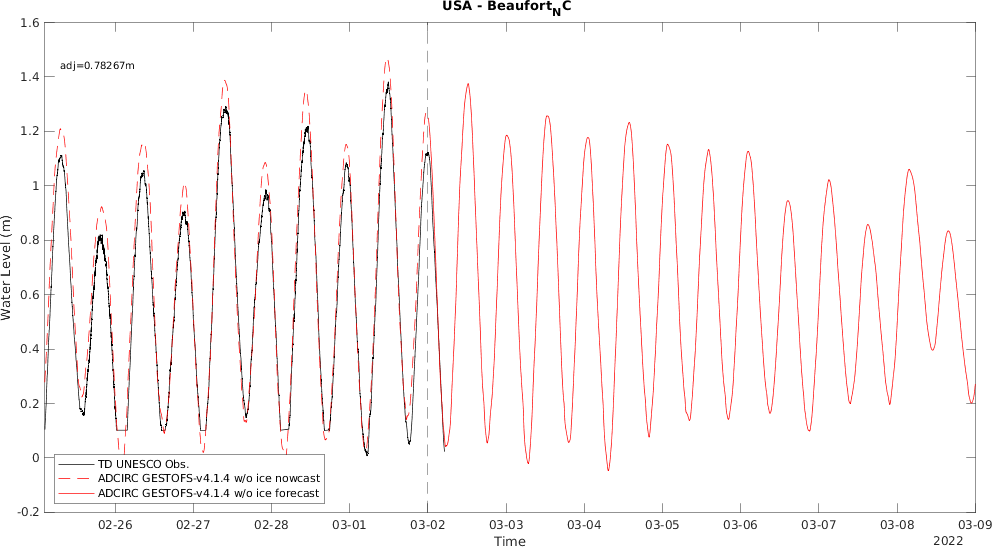 USA - Beaufort_NC
1.6
1.4
1.2
1
0.8
0.6
0.4
0.2
0
-0.2
Water Level (m)
adj=0.78267m
TD UNESCO Obs.
ADCIRC GESTOFS-v4.1.4 w/o ice nowcast
ADCIRC GESTOFS-v4.1.4 w/o ice forecast
02-26 02-27 02-28 03-01 03-02 03-03 03-04 03-05 03-06 03-07 03-08 03-09
Time
2022